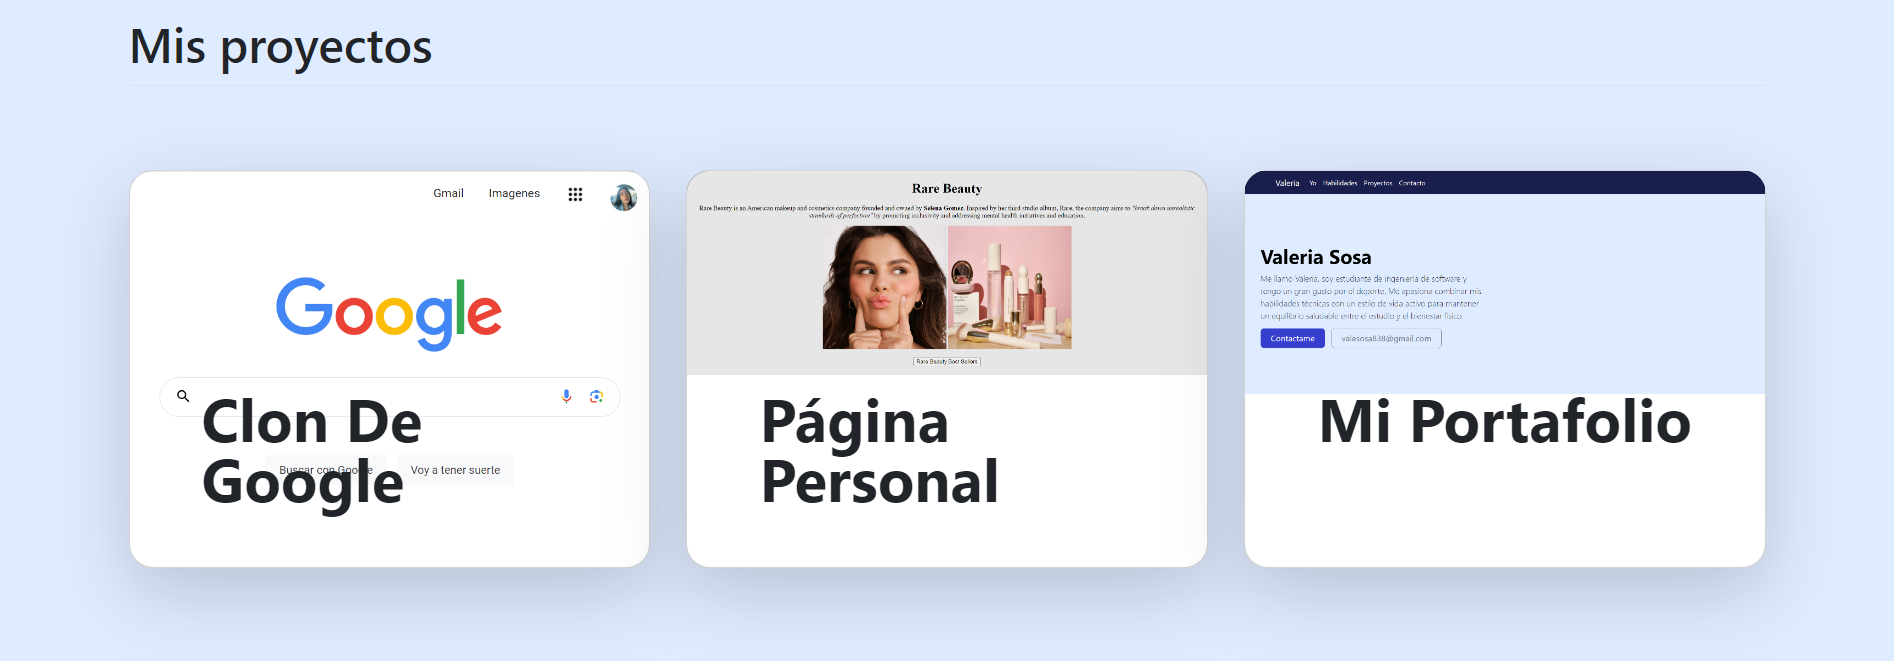 Mis proyectos
Gmail Imagenes
Google
Clon De
Buscar con Google Voy a tener suerte
Google
Rare Beauty
Rare Beauty is an American makeup and cosmetics company founded and owned by Selena Gomez. Inspired by her third studio album, Rare, the company aims to "break down unrealistic
standards of perfection" by promoting inclusivity and addressing mental health initiatives and education.
Rare Beauty Best Sellers
Página
Personal
Valeria Yo Habilidades Proyectos Contacto
Valeria Sosa
Me llamo Valeria, soy estudiante de ingeniería de software y
tengo un gran gusto por el deporte. Me apasiona combinar mis
habilidades técnicas con un estilo de vida activo para mantener
un equilibrio saludable entre el estudio y el bienestar físico.
Contactame valesosa838@gmail.com
Mi Portafolio